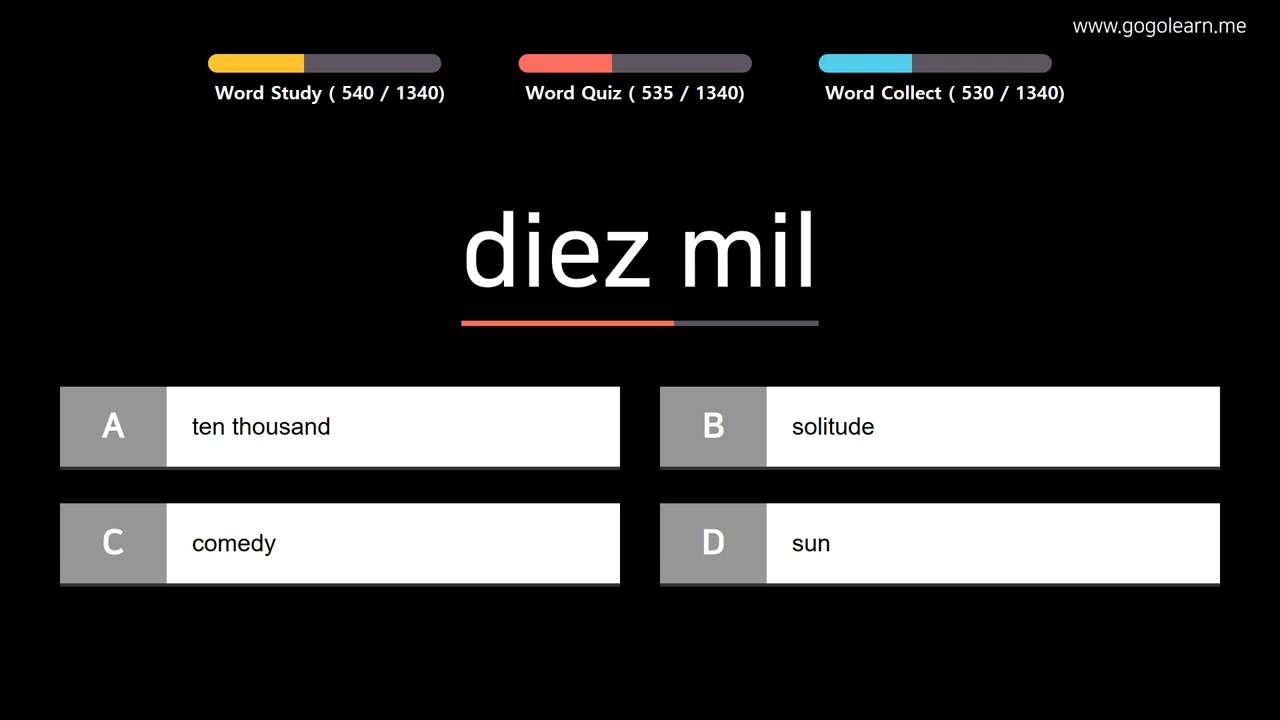 www.gogolearn.me
Word Study ( 540 / 1340)
Word Quiz ( 535 / 1340)
Word Collect ( 530 / 1340)
diez mil
A ten thousand
B solitude
C comedy
D sun